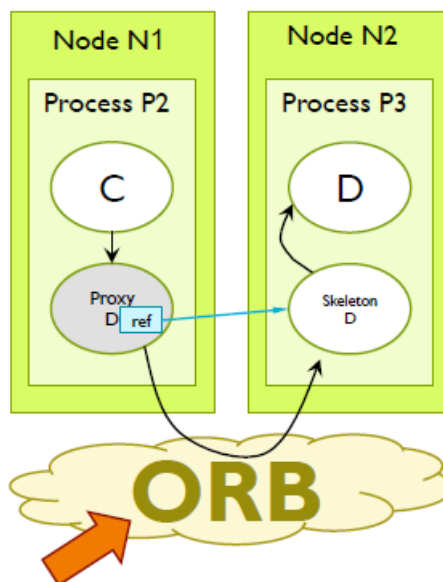 Node N1
Node N2
Process P2
Process P3
C
D
Proxy
D
ref
Skeleton
D
ORB